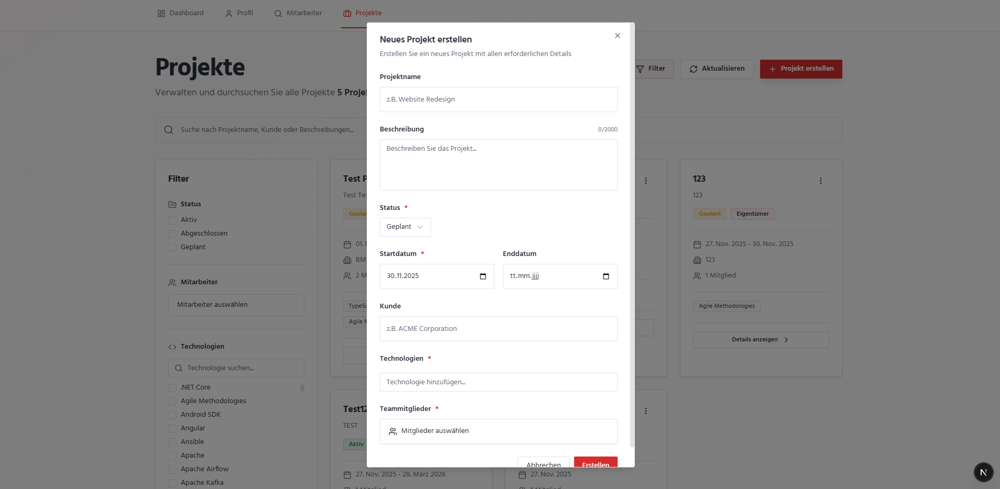 Dashboard
Profil
Mitarbeiter
Projekte
Projekte
Verwalten und durchsuchen Sie alle Projekte 5
Filter
Aktualisieren
Projekt erstellen
Suche nach Projektname, Kunde oder Beschreibungen...
Filter
Status
Aktiv
Abgeschlossen
Geplant
Mitarbeiter
Mitarbeiter auswählen
Technologien
Technologie suchen...
.NET Core
Agile Methodologies
Android SDK
Angular
Ansible
Apache
Apache Airflow
Apache Kafka
Test
Test
01.
2
Agile
Test12
TEST
Aktiv
27. Nov. 2025 - 28. März 2026
27. Nov. 2025
123
123
Geplant
Eigentümer
27. Nov. 2025 - 30. Nov. 2025
123
1 Mitglied
Agile Methodologies
Details anzeigen
Neues Projekt erstellen
Erstellen Sie ein neues Projekt mit allen erforderlichen Details
Projektname
z.B. Website Redesign
Beschreibung
0/2000
Beschreiben Sie das Projekt...
Status *
Geplant
Startdatum *
Enddatum
30.11.2025
tt.mm.jjjj
Kunde
z.B. ACME Corporation
Technologien *
Technologie hinzufügen...
Teammitglieder *
Mitglieder auswählen
Abbrechen
Erstellen
N